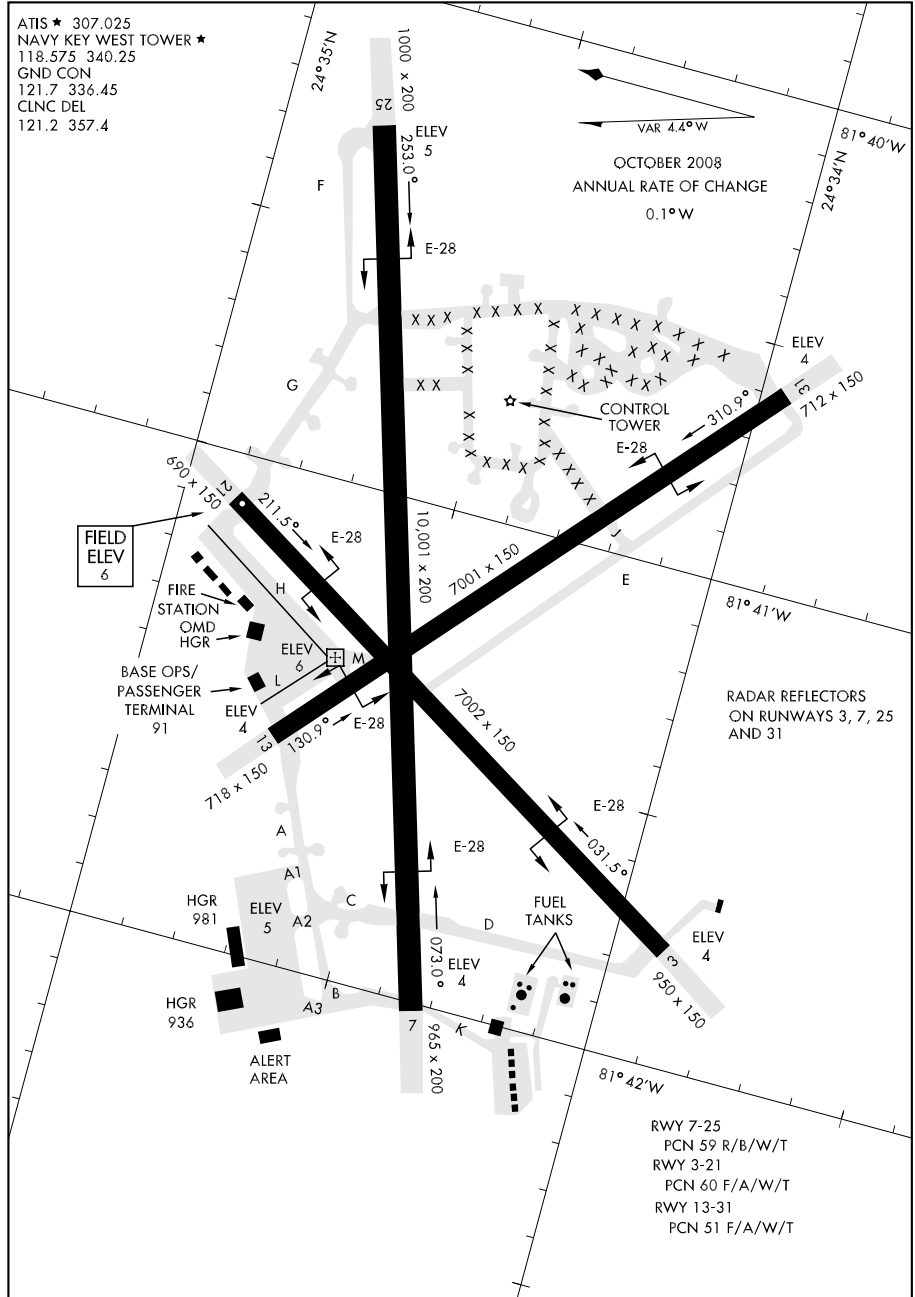 ATIS ★ 307.025
NAVY KEY WEST TOWER ★
118.575 340.25
GND CON
121.7 336.45
CLNC DEL
121.2 357.4
24°35'N
1000 x 200
25
ELEV
5
253.0°
F
E-28
VAR 4.4° W
81° 40'W
OCTOBER 2008
ANNUAL RATE OF CHANGE
0.1° W
24°34'N
X X X X X X X X X X X X X
X X
G
CONTROL
TOWER
ELEV
4
31
712 x 150
310.9°
E-28
690 x 150
21
211.5°
E-28
FIELD
ELEV
6
10,001 x 200
7001 x 150
J
E
81° 41'W
H
FIRE
STATION
OMD
HGR
ELEV
6
M
BASE OPS/
PASSENGER
TERMINAL
91
L
ELEV
4
13
130.9°
E-28
718 x 150
7002 x 150
RADAR REFLECTORS
ON RUNWAYS 3, 7, 25
AND 31
A
E-28
E-28
031.5°
A1
HGR
981
ELEV
5
A2
C
D
FUEL
TANKS
073.0°
ELEV
4
3
ELEV
4
950 x 150
HGR
936
B
A3
7
965 x 200
K
ALERT
AREA
81° 42'W
RWY 7-25
PCN 59 R/B/W/T
RWY 3-21
PCN 60 F/A/W/T
RWY 13-31
PCN 51 F/A/W/T